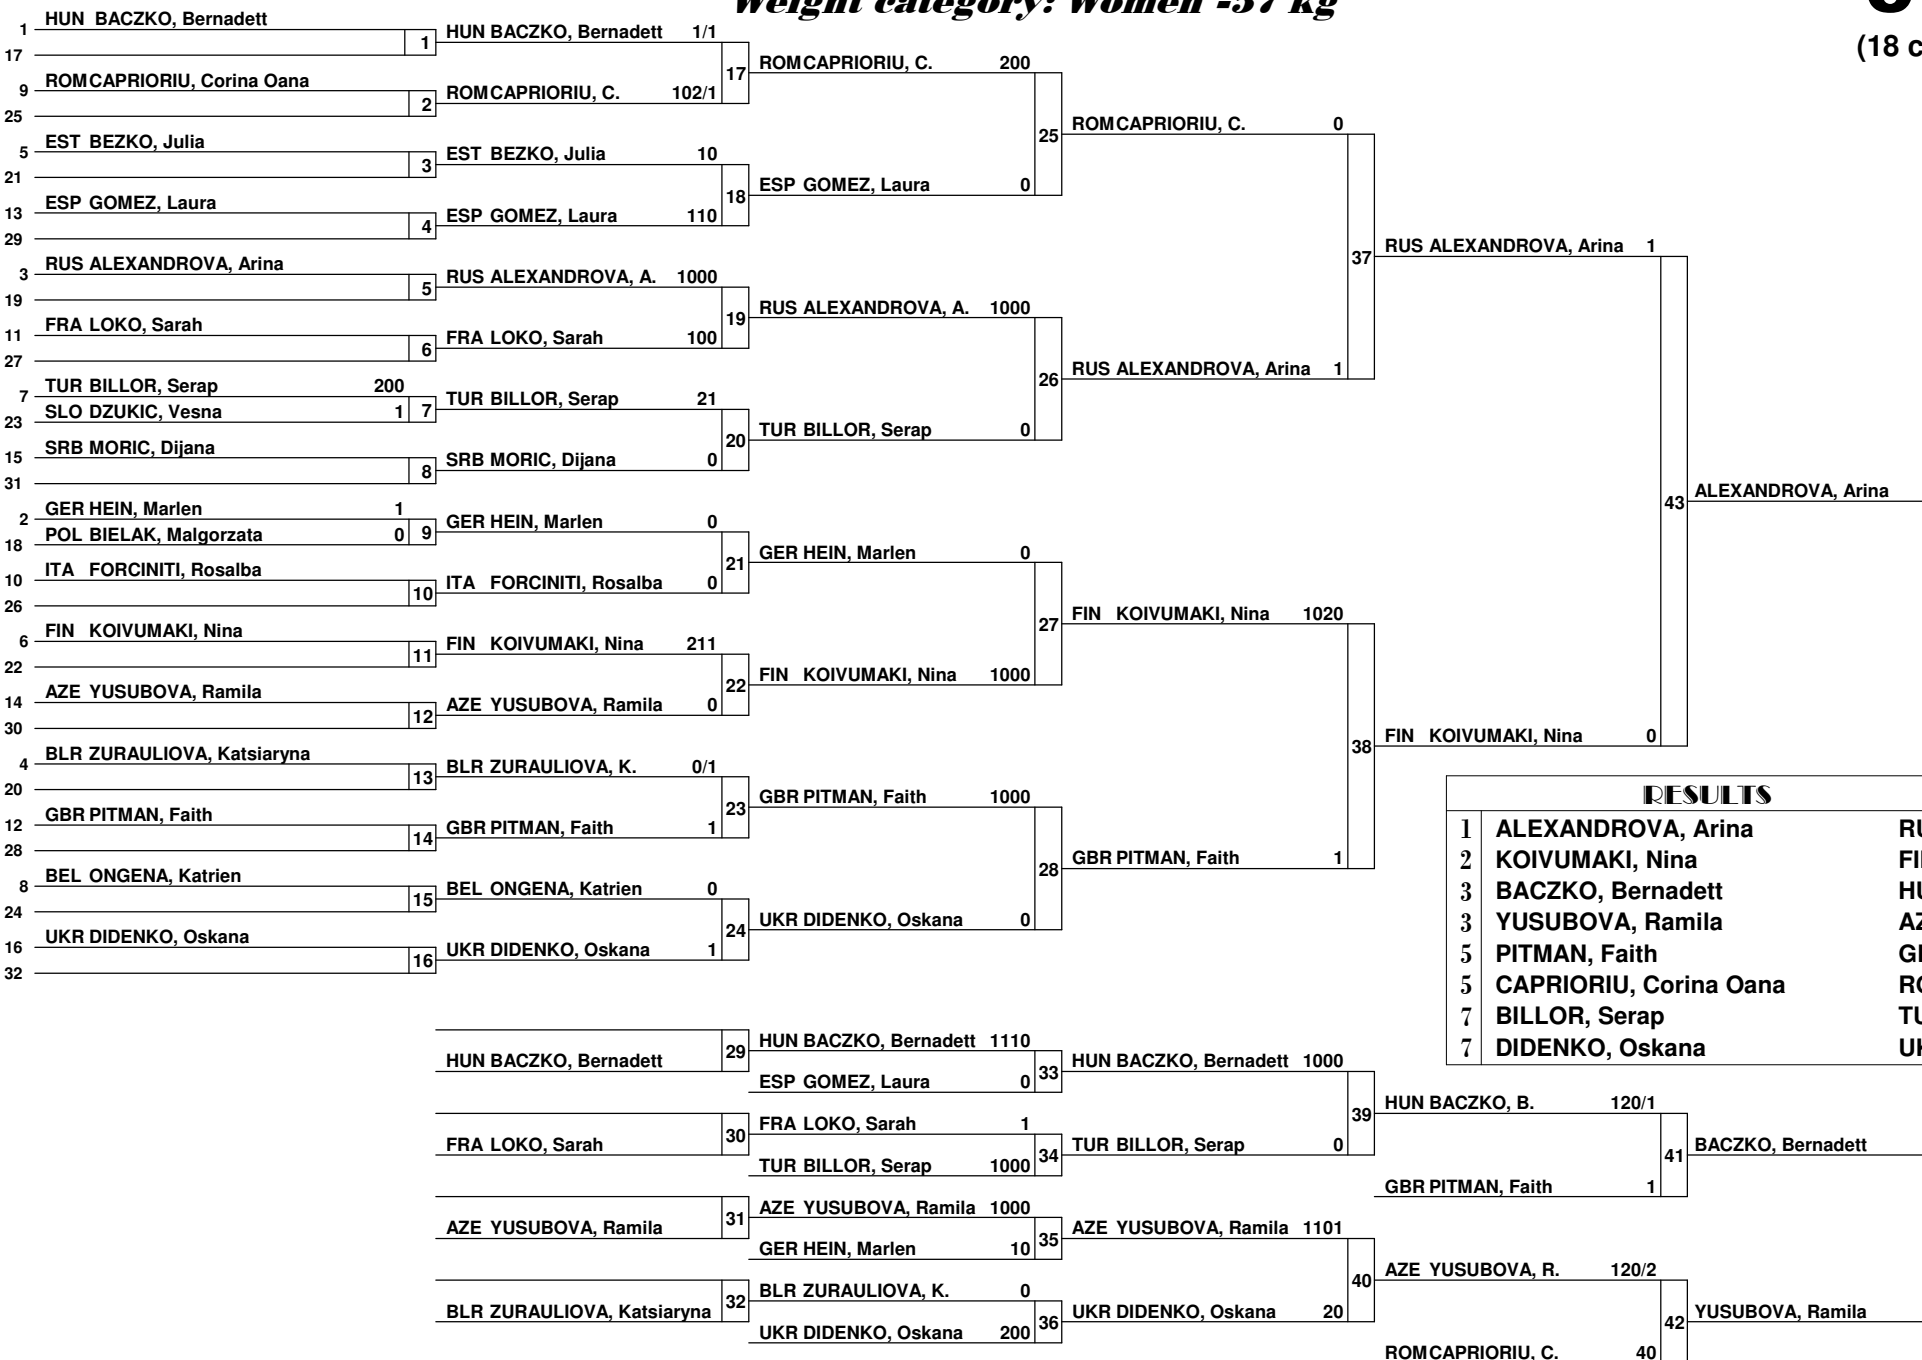 Weight category: Women -57 kg
(18 c
1 HUN BACZKO, Bernadett
17
1
9 ROM CAPRIORIU, Corina Oana
25
2
5 EST BEZKO, Julia
21
3
13 ESP GOMEZ, Laura
29
4
3 RUS ALEXANDROVA, Arina
19
5
11 FRA LOKO, Sarah
27
6
7 TUR BILLOR, Serap 200
23 SLO DZUKIC, Vesna 1
7
15 SRB MORIC, Dijana
31
8
2 GER HEIN, Marlen 1
18 POL BIELAK, Malgorzata 0
9
10 ITA FORCINITI, Rosalba
26
10
6 FIN KOIVUMAKI, Nina
22
11
14 AZE YUSUBOVA, Ramila
30
12
4 BLR ZURAULIOVA, Katsiaryna
20
13
12 GBR PITMAN, Faith
28
14
8 BEL ONGENA, Katrien
24
15
16 UKR DIDENKO, Oskana
32
16
HUN BACZKO, Bernadett 1/1
ROM CAPRIORIU, C. 102/1
17
EST BEZKO, Julia 10
ESP GOMEZ, Laura 110
18
RUS ALEXANDROVA, A. 1000
FRA LOKO, Sarah 100
19
TUR BILLOR, Serap 21
SRB MORIC, Dijana 0
20
GER HEIN, Marlen 0
ITA FORCINITI, Rosalba 0
21
FIN KOIVUMAKI, Nina 211
AZE YUSUBOVA, Ramila 0
22
BLR ZURAULIOVA, K. 0/1
GBR PITMAN, Faith 1
23
BEL ONGENA, Katrien 0
UKR DIDENKO, Oskana 1
24
ROM CAPRIORIU, C. 200
ESP GOMEZ, Laura 0
25
RUS ALEXANDROVA, A. 1000
TUR BILLOR, Serap 0
26
GER HEIN, Marlen 0
FIN KOIVUMAKI, Nina 1000
27
GBR PITMAN, Faith 1000
UKR DIDENKO, Oskana 0
28
ROM CAPRIORIU, C. 0
RUS ALEXANDROVA, Arina 1
37
FIN KOIVUMAKI, Nina 1020
GBR PITMAN, Faith 1
38
RUS ALEXANDROVA, Arina 1
FIN KOIVUMAKI, Nina 0
43
ALEXANDROVA, Arina
RESULTS
1 ALEXANDROVA, Arina
2 KOIVUMAKI, Nina
3 BACZKO, Bernadett
3 YUSUBOVA, Ramila
5 PITMAN, Faith
5 CAPRIORIU, Corina Oana
7 BILLOR, Serap
7 DIDENKO, Oskana
HUN BACZKO, Bernadett
29
FRA LOKO, Sarah
30
AZE YUSUBOVA, Ramila
31
BLR ZURAULIOVA, Katsiaryna
32
HUN BACZKO, Bernadett 1110
ESP GOMEZ, Laura 0
33
FRA LOKO, Sarah 1
TUR BILLOR, Serap 1000
34
AZE YUSUBOVA, Ramila 1000
GER HEIN, Marlen 10
35
BLR ZURAULIOVA, K. 0
UKR DIDENKO, Oskana 200
36
HUN BACZKO, Bernadett 1000
TUR BILLOR, Serap 0
39
AZE YUSUBOVA, Ramila 1101
UKR DIDENKO, Oskana 20
40
HUN BACZKO, B. 120/1
GBR PITMAN, Faith 1
41
BACZKO, Bernadett
AZE YUSUBOVA, R. 120/2
ROM CAPRIORIU, C. 40
42
YUSUBOVA, Ramila